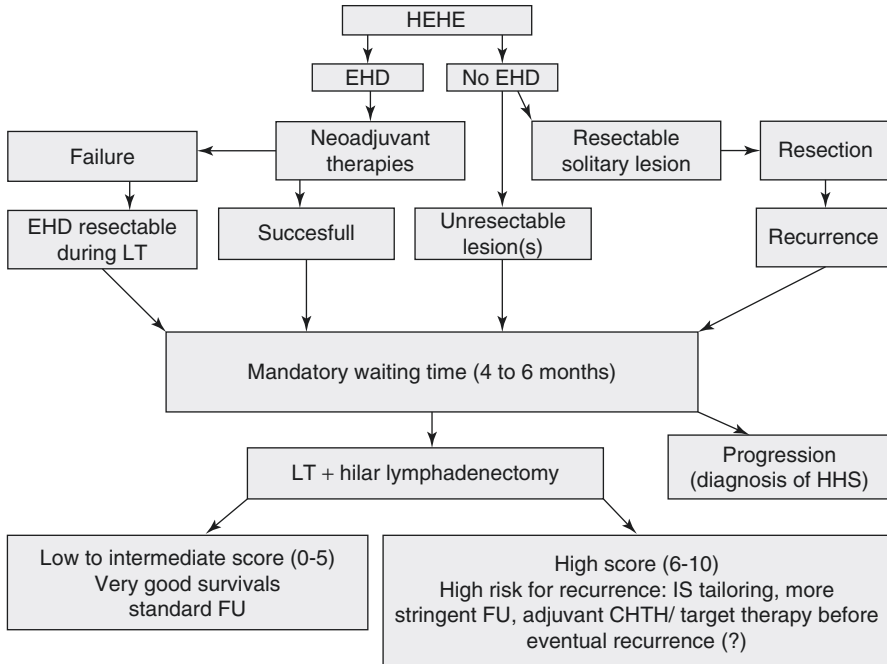 HEHE
EHD
No EHD
Failure
Neoadjuvant
therapies
Resectable
solitary lesion
Resection
EHD resectable
during LT
Succesfull
Unresectable
lesion(s)
Recurrence
Mandatory waiting time (4 to 6 months)
LT + hilar lymphadenectomy
Progression
(diagnosis of HHS)
Low to intermediate score (0-5)
Very good survivals
standard FU
High score (6-10)
High risk for recurrence: IS tailoring, more
stringent FU, adjuvant CHTH/ target therapy before
eventual recurrence (?)